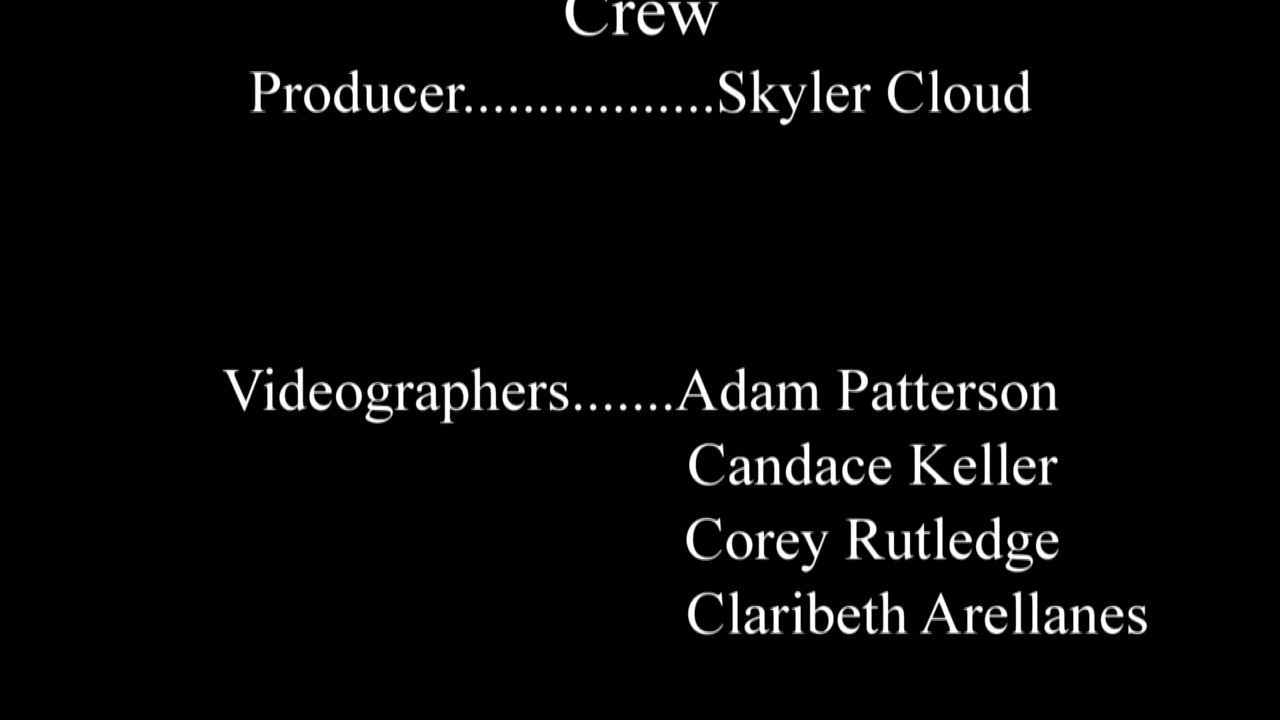 Crew
Producer.................Skyler Cloud
Videographers.......Adam Patterson
Candace Keller
Corey Rutledge
Claribeth Arellanes